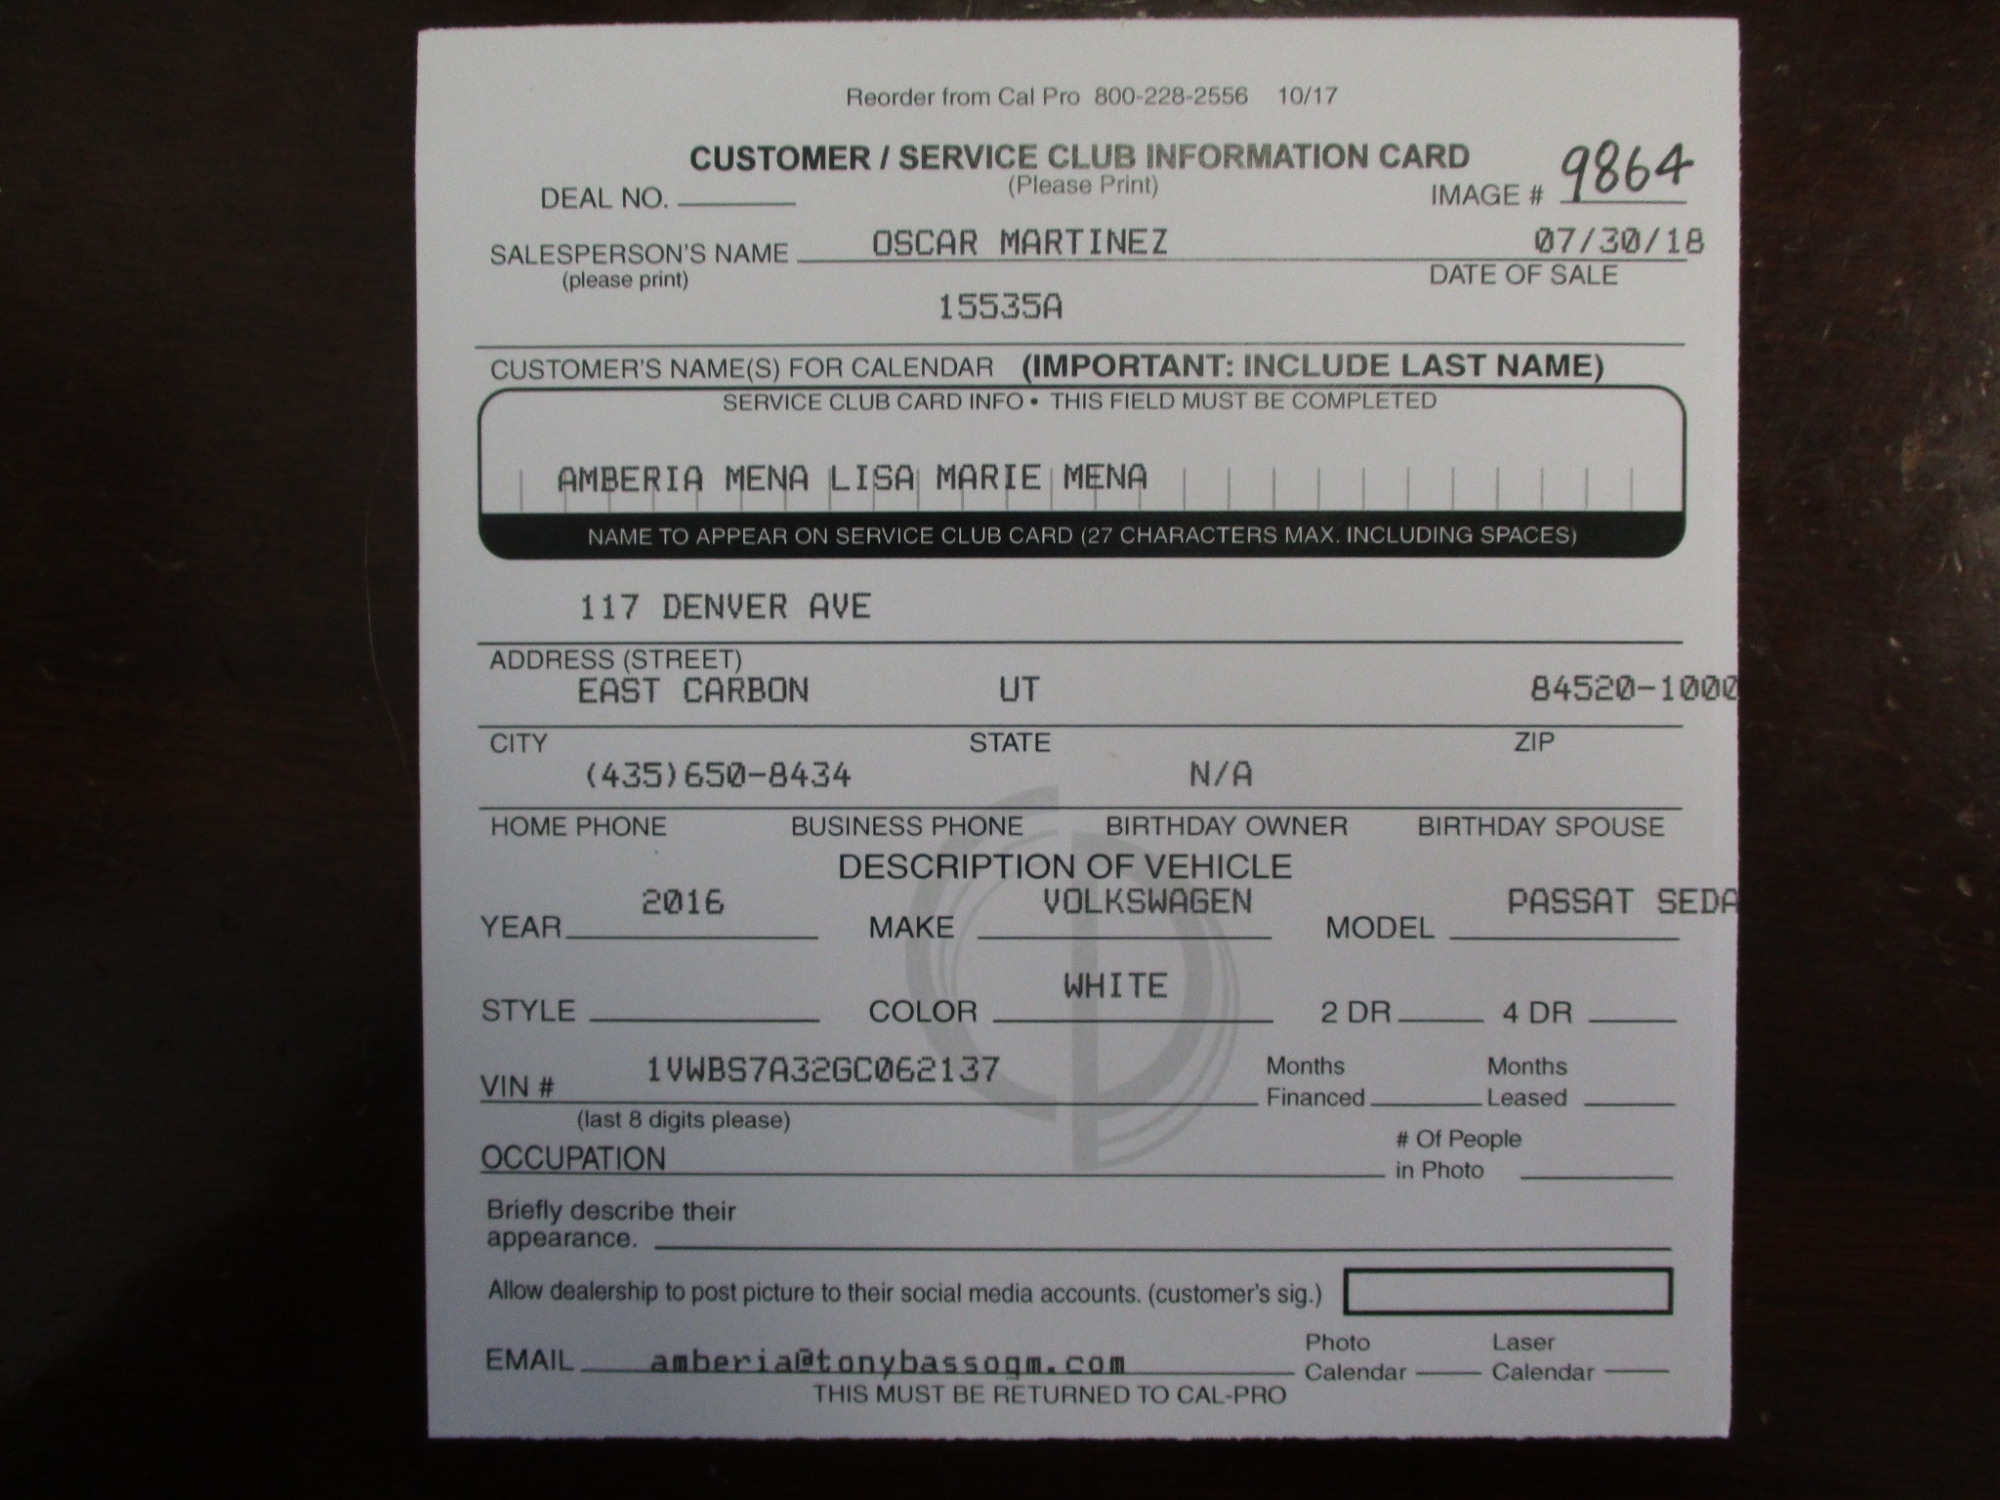 Reorder from Cal Pro 800-228-2556 10/17
CUSTOMER / SERVICE CLUB INFORMATION CARD
(Please Print)
DEAL NO.
IMAGE # 9864
SALESPERSON'S NAME OSCAR MARTINEZ 07/30/18
(please print) DATE OF SALE
15535A
CUSTOMER'S NAME(S) FOR CALENDAR (IMPORTANT: INCLUDE LAST NAME)
SERVICE CLUB CARD INFO • THIS FIELD MUST BE COMPLETED
AMBERIA MENA LISA MARIE MENA
NAME TO APPEAR ON SERVICE CLUB CARD (27 CHARACTERS MAX. INCLUDING SPACES)
117 DENVER AVE
ADDRESS (STREET)
EAST CARBON UT 84520-1000
CITY STATE ZIP
(435)650-8434 N/A
HOME PHONE BUSINESS PHONE BIRTHDAY OWNER BIRTHDAY SPOUSE
DESCRIPTION OF VEHICLE
YEAR 2016 MAKE VOLKSWAGEN MODEL PASSAT SEDA
STYLE COLOR WHITE 2 DR 4 DR
VIN # 1VWBS7A32GC062137 Months Financed Months Leased
(last 8 digits please)
OCCUPATION # Of People in Photo
Briefly describe their
appearance.
Allow dealership to post picture to their social media accounts. (customer's sig.)
EMAIL amberia@tonybassogm.com Photo Calendar Laser Calendar
THIS MUST BE RETURNED TO CAL-PRO